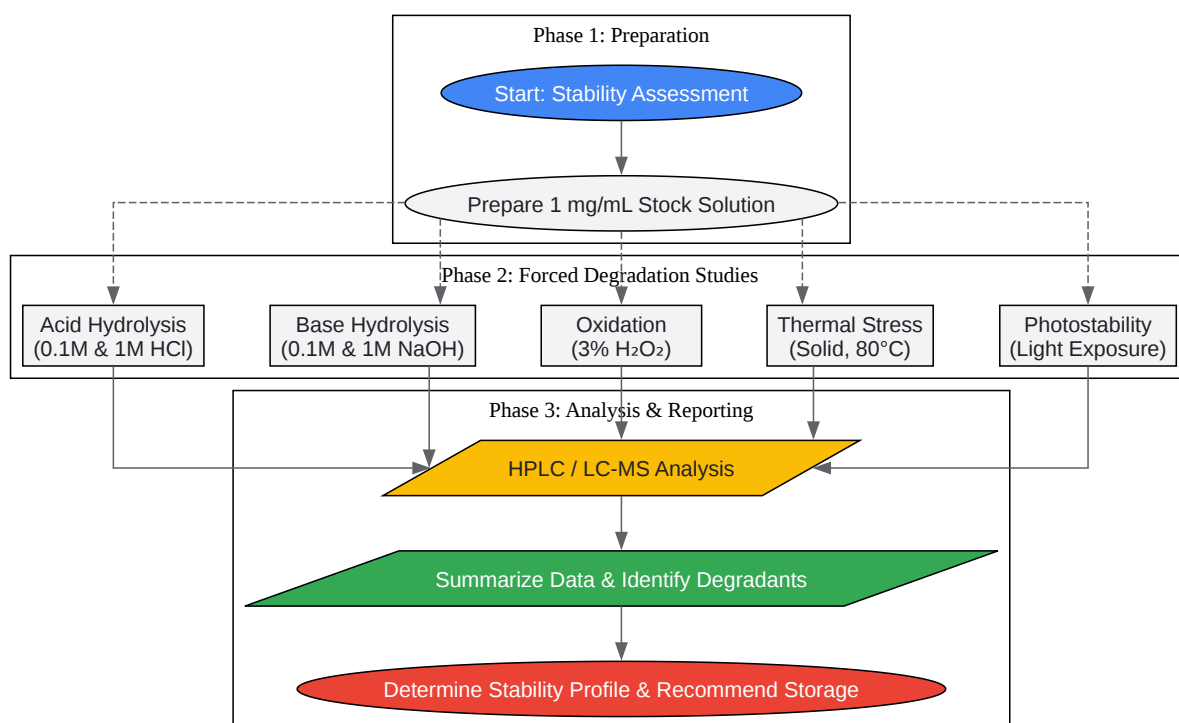 Phase 1: Preparation
Start: Stability Assessment
Prepare 1 mg/mL Stock Solution
Phase 2: Forced Degradation Studies
Acid Hydrolysis
(0.1M & 1M HCl)
Base Hydrolysis
(0.1M & 1M NaOH)
Oxidation
(3% H₂O₂)
Thermal Stress
(Solid, 80°C)
Photostability
(Light Exposure)
Phase 3: Analysis & Reporting
HPLC / LC-MS Analysis
Summarize Data & Identify Degradants
Determine Stability Profile & Recommend Storage